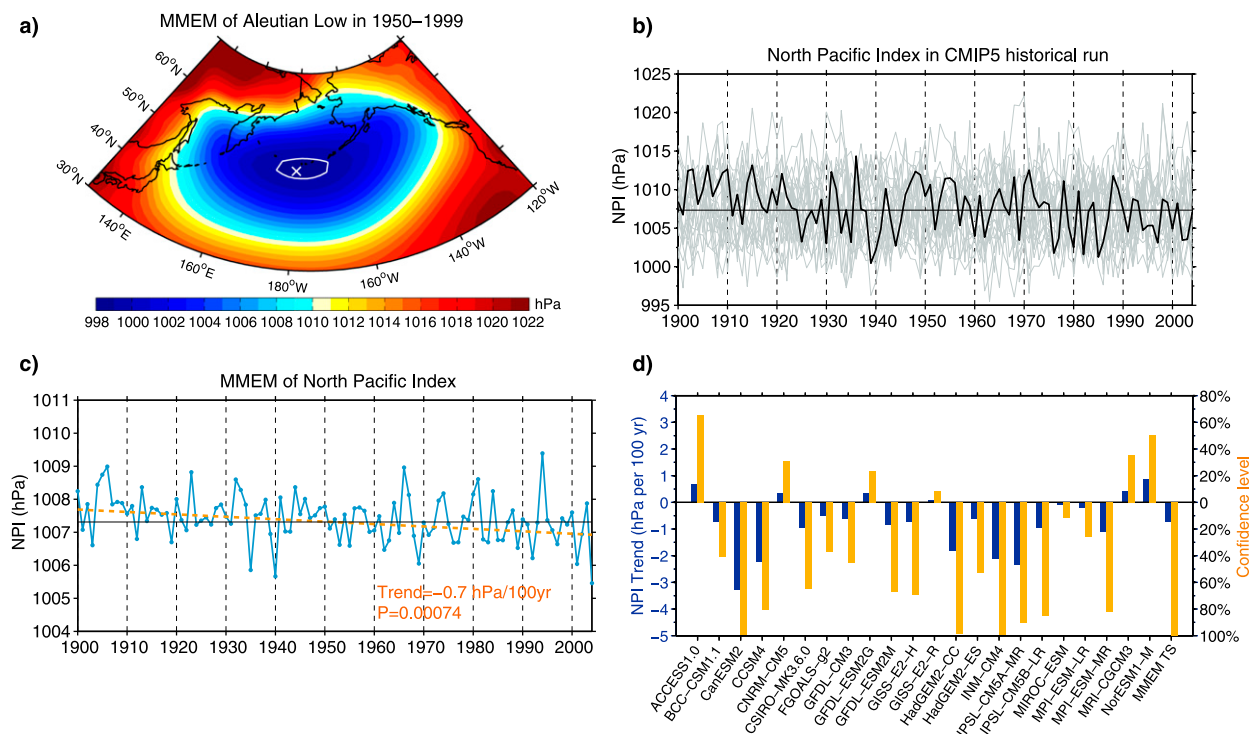 a)
MMEM of Aleutian Low in 1950−1999
60°N
50°N
40°N
30°N
140°E
160°E
180°W
160°W
140°W
120°W
hPa
998 1000 1002 1004 1006 1008 1010 1012 1014 1016 1018 1020 1022
b)
North Pacific Index in CMIP5 historical run
NPI (hPa)
1025
1020
1015
1010
1005
1000
995
1900 1910 1920 1930 1940 1950 1960 1970 1980 1990 2000
c)
MMEM of North Pacific Index
NPI (hPa)
1011
1010
1009
1008
1007
1006
1005
1004
Trend=−0.7 hPa/100yr
P=0.00074
1900 1910 1920 1930 1940 1950 1960 1970 1980 1990 2000
d)
NPI Trend (hPa per 100 yr)
4
3
2
1
0
−1
−2
−3
−4
−5
80%
60%
40%
20%
0
20%
40%
60%
80%
100%
Confidence level
ACCESS1.0
BCC−CSM1.1
CanESM2
CCSM4
CNRM−CM5
CSIRO−MK3.6.0
FGOALS−g2
GFDL−CM3
GFDL−ESM2G
GFDL−ESM2M
GISS−E2−H
GISS−E2−R
HadGEM2−CC
HadGEM2−ES
INM−CM4
IPSL−CM5A−MR
IPSL−CM5B−LR
MIROC−ESM
MPI−ESM−LR
MPI−ESM−MR
MRI−CGCM3
NorESM1−M
MMEM TS